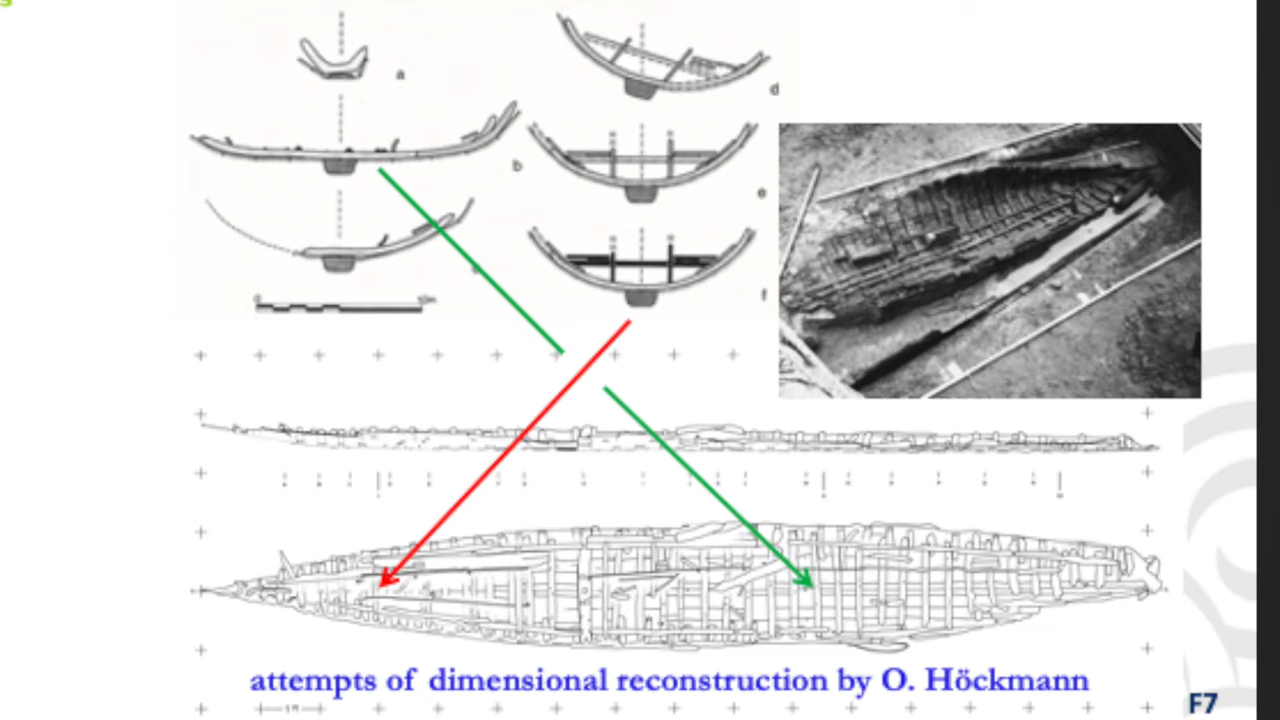 a
d
b
e
f
attempts of dimensional reconstruction by O. Höckmann
F7